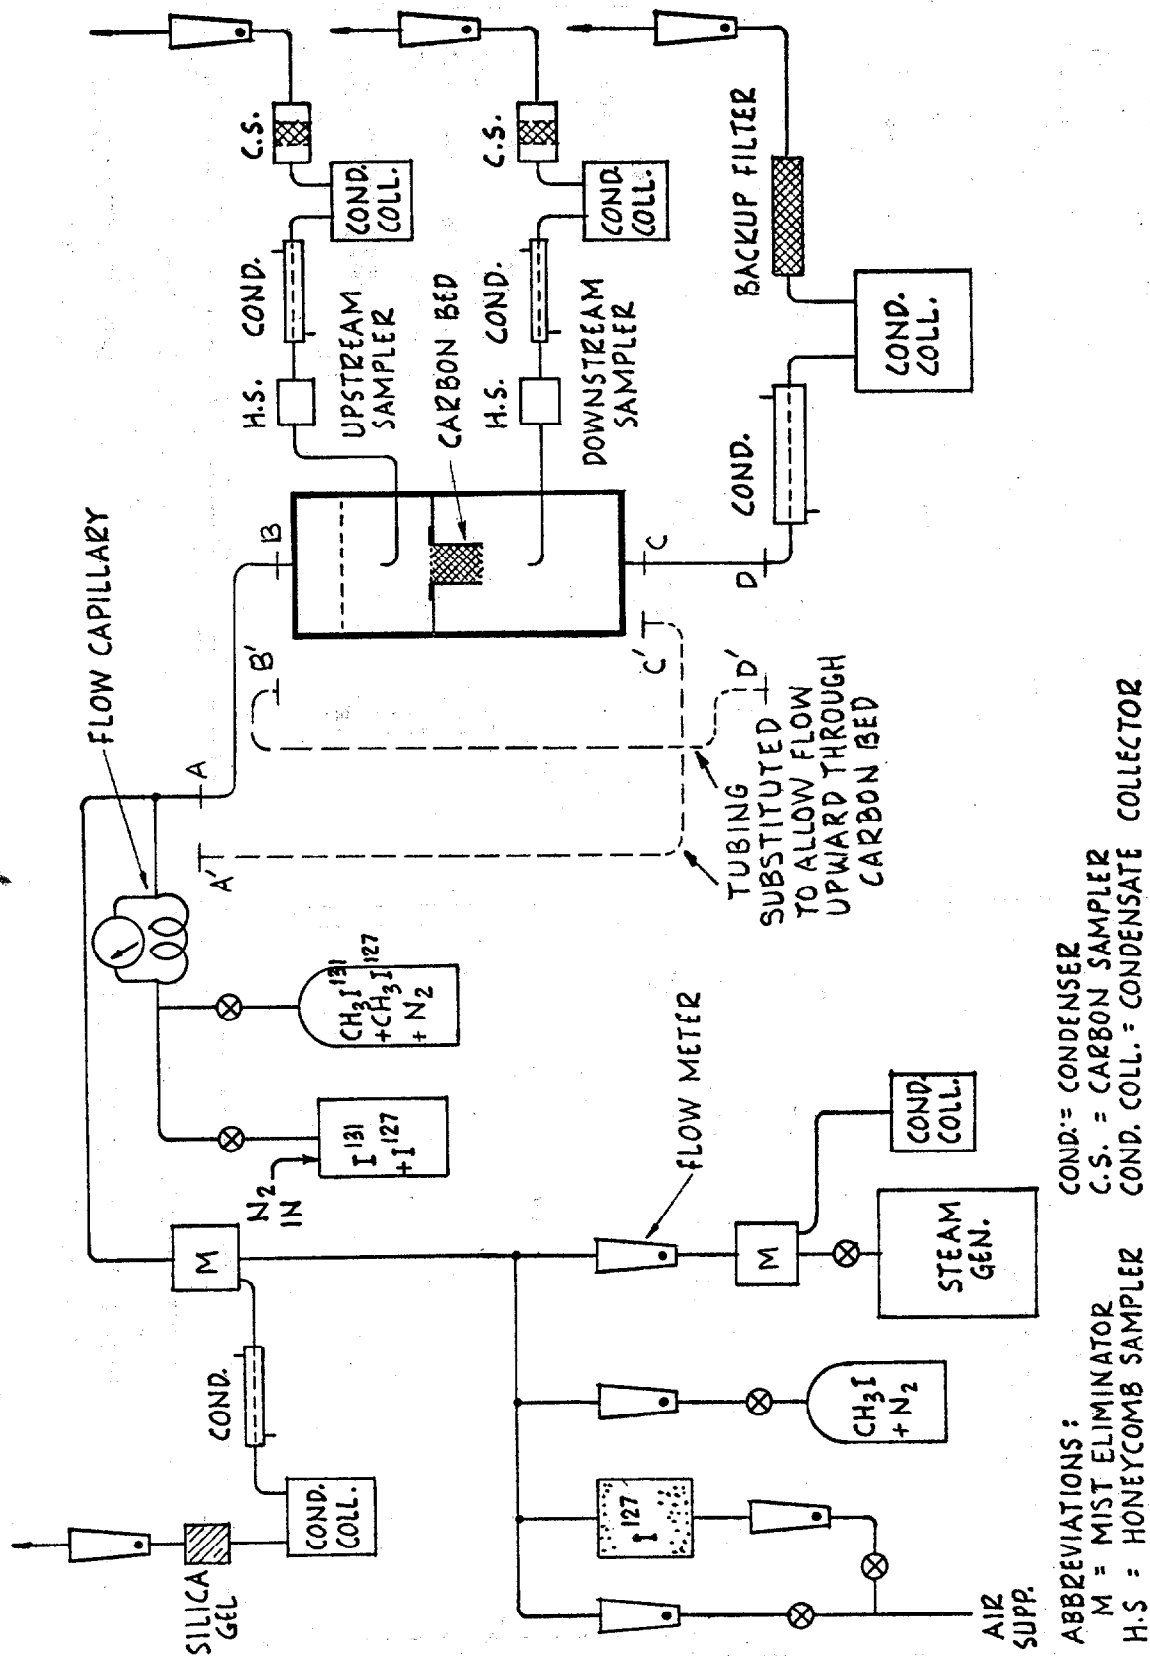 SILICA
GEL
COND.
COND.
COLL.
M
N2
IN
I131
+I127
CH3I131
+CH3I127
+ N2
FLOW CAPILLARY
A
A'
B
B'
C
C'
D
D'
TUBING
SUBSTITUTED
TO ALLOW FLOW
UPWARD THROUGH
CARBON BED
H.S.
COND.
COND.
COLL.
C.S.
UPSTREAM
SAMPLER
CARBON BED
H.S.
COND.
COND.
COLL.
C.S.
DOWNSTREAM
SAMPLER
COND.
COND.
COLL.
BACKUP FILTER
AIR
SUPP.
I127
CH3I
+ N2
FLOW METER
M
COND.
COLL.
STEAM
GEN.
ABBREVIATIONS:
M = MIST ELIMINATOR
H.S = HONEYCOMB SAMPLER
COND. = CONDENSER
C.S. = CARBON SAMPLER
COND. COLL. = CONDENSATE COLLECTOR